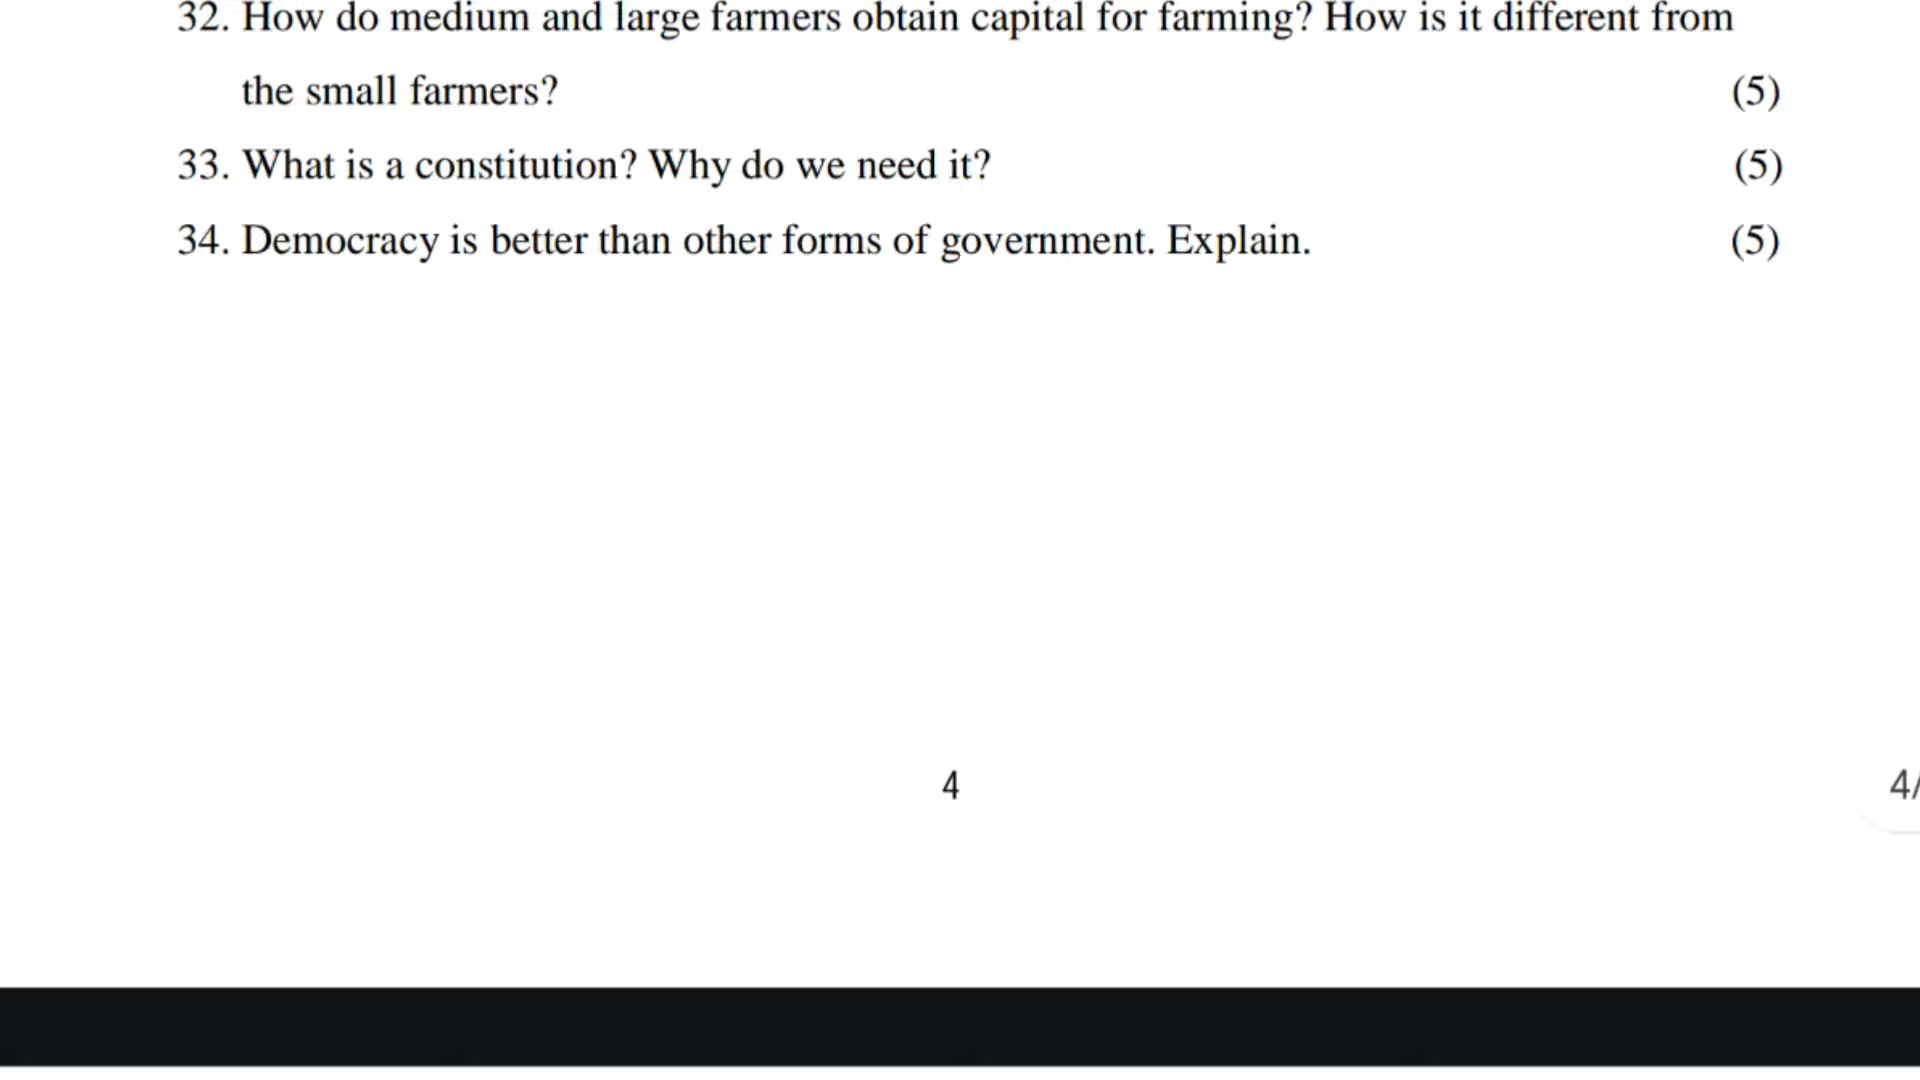 32. How do medium and large farmers obtain capital for farming? How is it different from
the small farmers? (5)
33. What is a constitution? Why do we need it? (5)
34. Democracy is better than other forms of government. Explain. (5)
4
4/